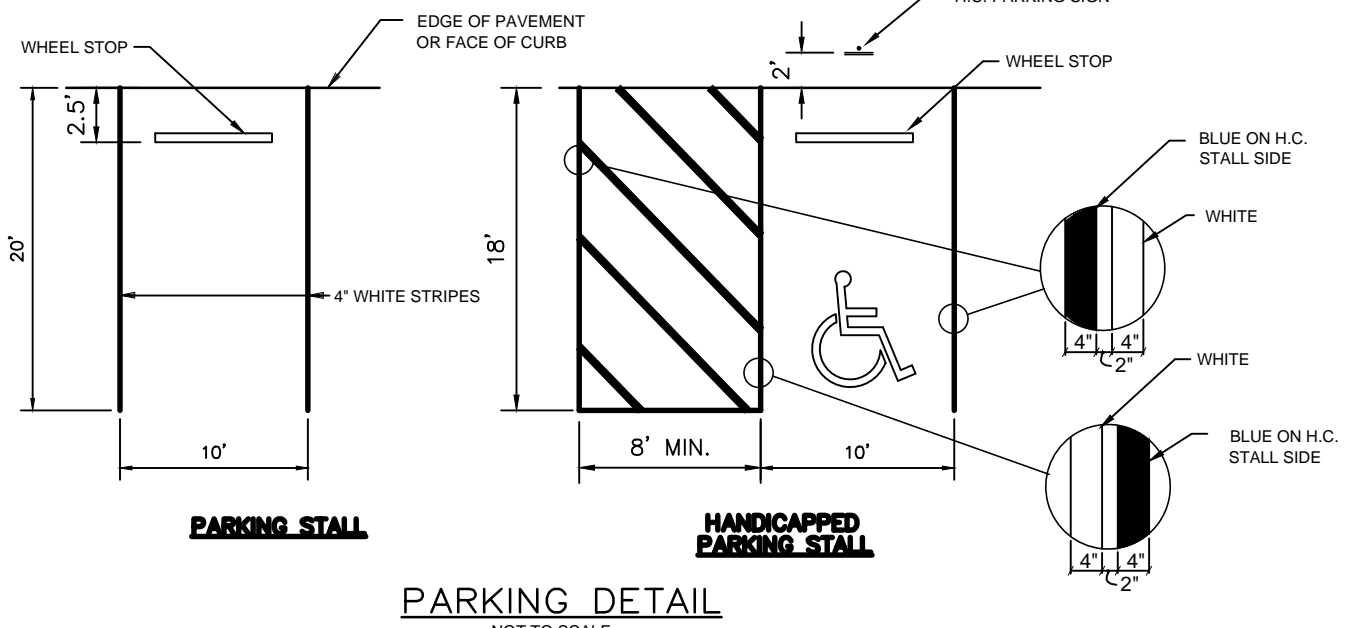 EDGE OF PAVEMENT
OR FACE OF CURB
WHEEL STOP
2.5'
20'
4" WHITE STRIPES
10'
PARKING STALL
PARKING SIGN
2'
WHEEL STOP
18'
BLUE ON H.C.
STALL SIDE
WHITE
4" 4"
2"
WHITE
BLUE ON H.C.
STALL SIDE
4" 4"
2"
8' MIN.
10'
HANDICAPPED
PARKING STALL
PARKING DETAIL
NOT TO SCALE